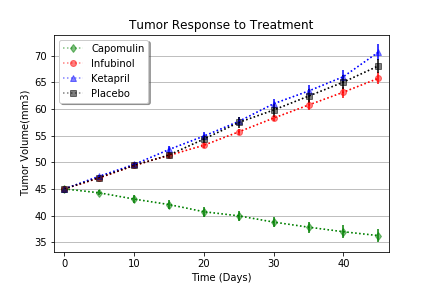 Tumor Response to Treatment
Capomulin
Infubinol
Ketapril
Placebo
Tumor Volume(mm3)
70
65
60
55
50
45
40
35
0
10
20
30
40
Time (Days)